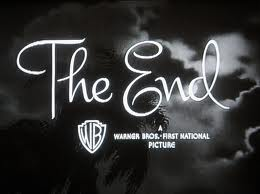 The End
A
WB
WARNER BROS.-FIRST NATIONAL
PICTURE